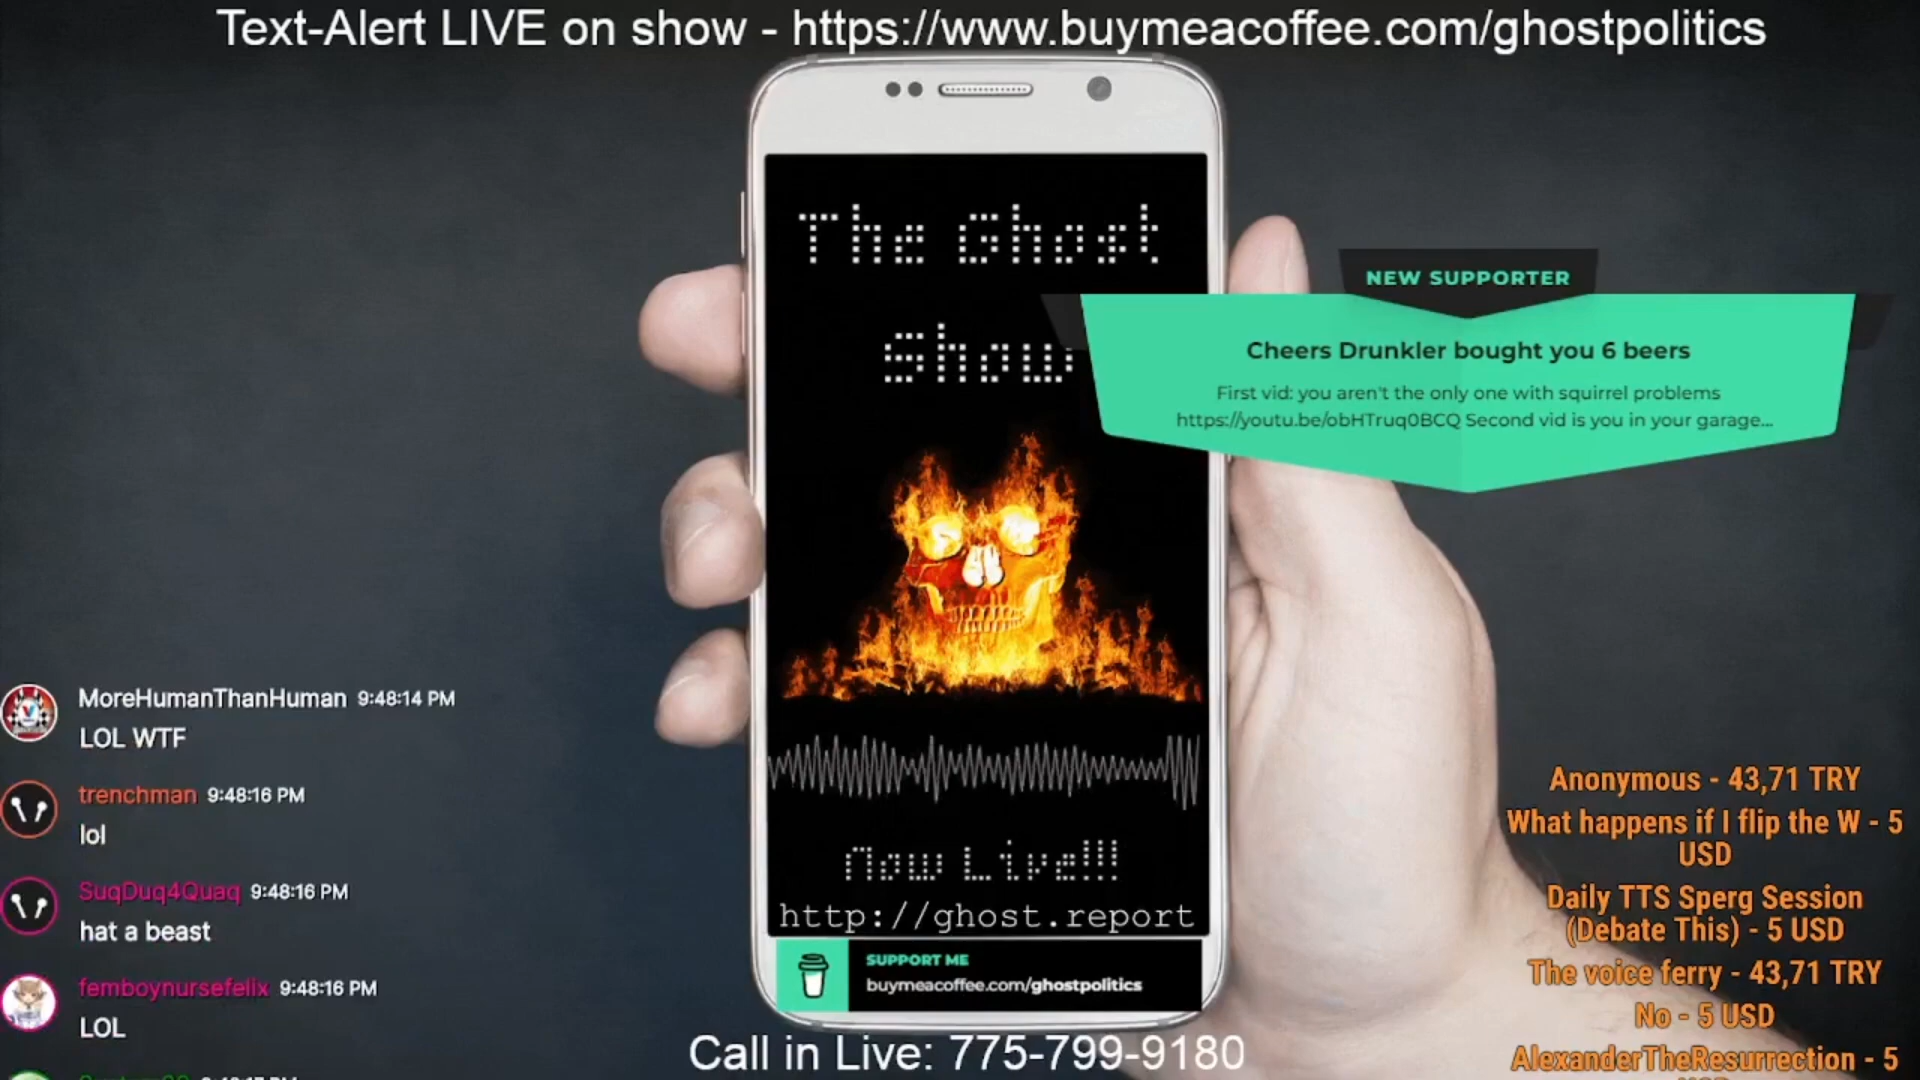 Text-Alert LIVE on show - https://www.buymeacoffee.com/ghostpolitics
The Ghost
Show
NEW SUPPORTER
Cheers Drunkler bought you 6 beers
First vid: you aren't the only one with squirrel problems
https://youtu.be/obHTruq0BCQ Second vid is you in your garage...
MoreHumanThanHuman 9:48:14 PM
LOL WTF
trenchman 9:48:16 PM
lol
SuqDuq4Quaq 9:48:16 PM
hat a beast
femboynursefelix 9:48:16 PM
LOL
Now Live!!!
http://ghost.report
SUPPORT ME
buymeacoffee.com/ghostpolitics
Call in Live: 775-799-9180
Anonymous - 43,71 TRY
What happens if I flip the W - 5
USD
Daily TTS Sperg Session
(Debate This) - 5 USD
The voice ferry - 43,71 TRY
No - 5 USD
AlexanderTheResurrection - 5